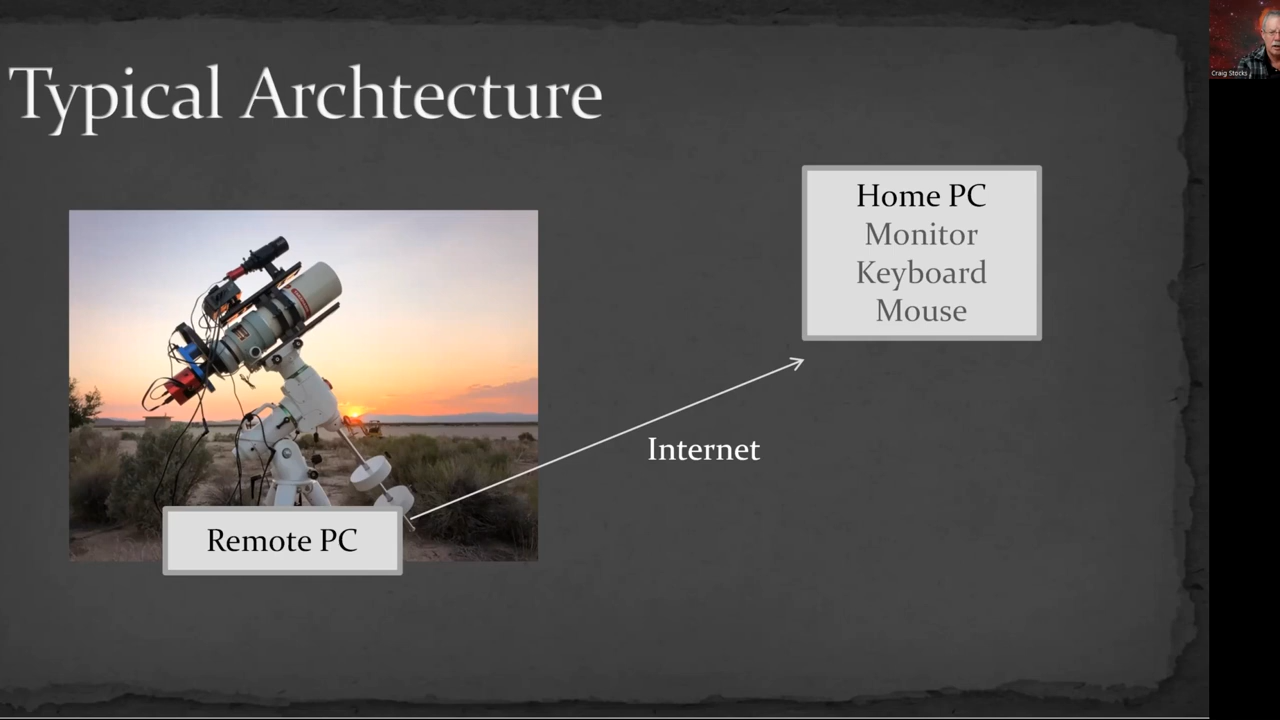 Typical Archtecture
Craig Stocks
Home PC
Monitor
Keyboard
Mouse
Internet
Remote PC